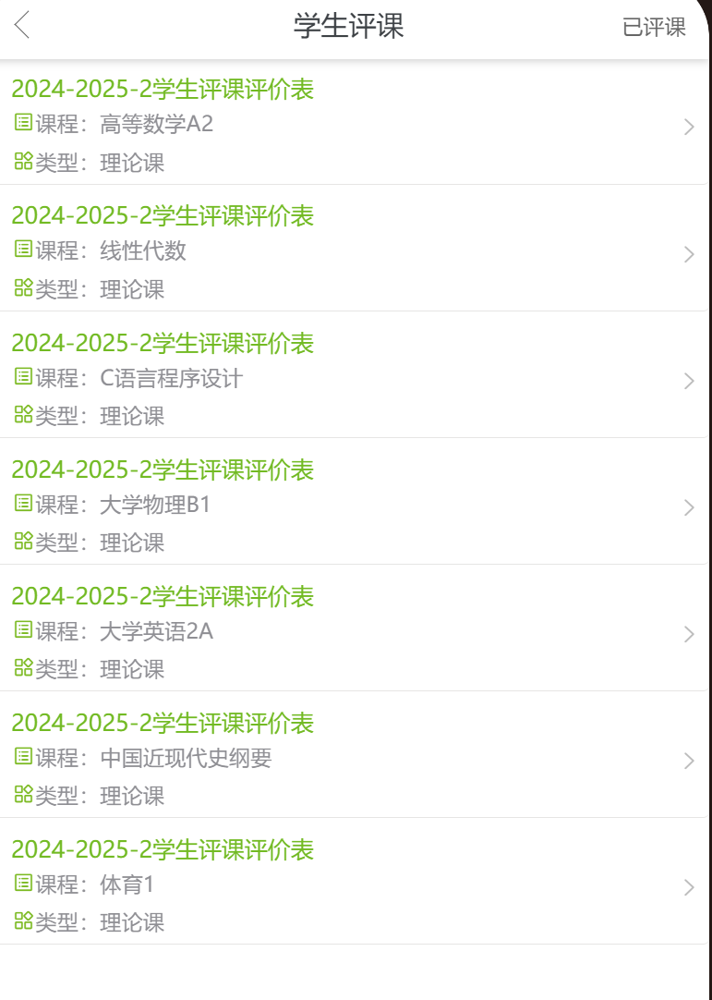 学生评课
已评课
2024-2025-2学生评课评价表
课程：高等数学A2
类型：理论课
2024-2025-2学生评课评价表
课程：线性代数
类型：理论课
2024-2025-2学生评课评价表
课程：C语言程序设计
类型：理论课
2024-2025-2学生评课评价表
课程：大学物理B1
类型：理论课
2024-2025-2学生评课评价表
课程：大学英语2A
类型：理论课
2024-2025-2学生评课评价表
课程：中国近现代史纲要
类型：理论课
2024-2025-2学生评课评价表
课程：体育1
类型：理论课